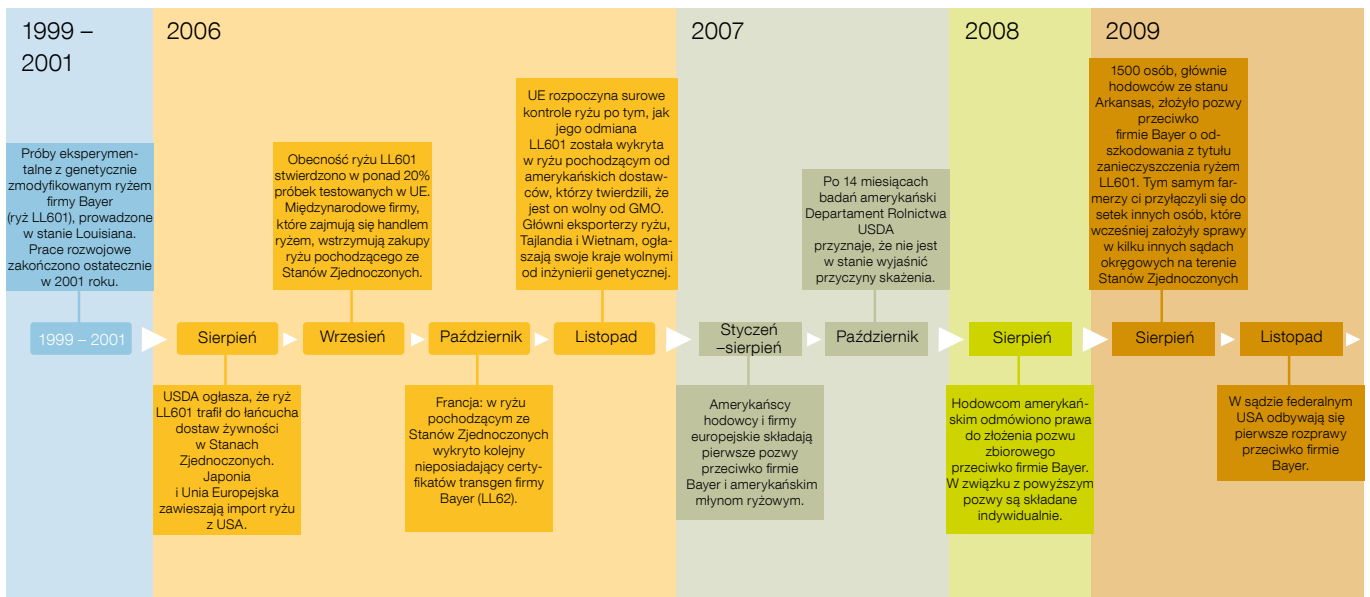 1999 –
2001
2006
2007
2008
2009
Próby eksperymen-
talne z genetycznie
zmodyfikowanym ryżem
firmy Bayer
(ryż LL601), prowadzone
w stanie Louisiana.
Prace rozwojowe
zakończono ostatecznie
w 2001 roku.
Obecność ryżu LL601
stwierdzono w ponad 20%
próbek testowanych w UE.
Międzynarodowe firmy,
które zajmują się handlem
ryżem, wstrzymują zakupy
ryżu pochodzącego ze
Stanów Zjednoczonych.
UE rozpoczyna surowe
kontrole ryżu po tym, jak
jego odmiana
LL601 została wykryta
w ryżu pochodzącym od
amerykańskich dostaw-
ców, którzy twierdzili, że
jest on wolny od GMO.
Główni eksporterzy ryżu,
Tajlandia i Wietnam, ogła-
szają swoje kraje wolnymi
od inżynierii genetycznej.
Po 14 miesiącach
badań amerykański
Departament Rolnictwa
USDA
przyznaje, że nie jest
w stanie wyjaśnić
przyczyny skażenia.
1500 osób, głównie
hodowców ze stanu
Arkansas, złożyło pozwy
przeciwko
firmie Bayer o od-
szkodowania z tytułu
zanieczyszczenia ryżem
LL601. Tym samym far-
merzy ci przyłączyli się do
setek innych osób, które
wcześniej założyły sprawy
w kilku innych sądach
okręgowych na terenie
Stanów Zjednoczonych
1999 – 2001
Sierpień
Wrzesień
Październik
Listopad
Styczeń
–sierpień
Październik
Sierpień
Sierpień
Listopad
USDA ogłasza, że ryż
LL601 trafił do łańcucha
dostaw żywności
w Stanach
Zjednoczonych.
Japonia
i Unia Europejska
zawieszają import ryżu
z USA.
Francja: w ryżu
pochodzącym ze
Stanów Zjednoczonych
wykryto kolejny
nieposiadający certy-
fikatów transgen firmy
Bayer (LL62).
Amerykańscy
hodowcy i firmy
europejskie składają
pierwsze pozwy
przeciwko firmie
Bayer i amerykańskim
młynom ryżowym.
Hodowcom amerykań-
skim odmówiono prawa
do złożenia pozwu
zbiorowego
przeciwko firmie Bayer.
W związku z powyższym
pozwy są składane
indywidualnie.
W sądzie federalnym
USA odbywają się
pierwsze rozprawy
przeciwko firmie
Bayer.